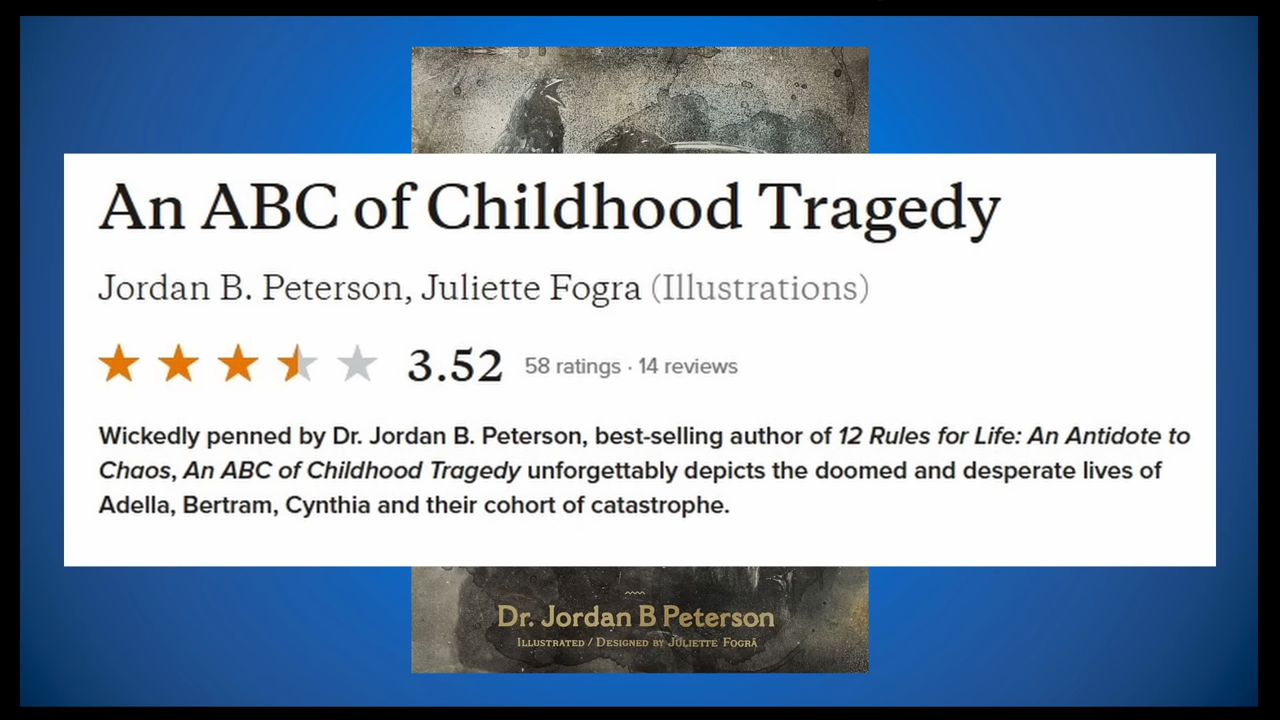 An ABC of Childhood Tragedy
Jordan B. Peterson, Juliette Fogra (Illustrations)
3.52 58 ratings · 14 reviews
Wickedly penned by Dr. Jordan B. Peterson, best-selling author of 12 Rules for Life: An Antidote to
Chaos, An ABC of Childhood Tragedy unforgettably depicts the doomed and desperate lives of
Adella, Bertram, Cynthia and their cohort of catastrophe.
Dr. Jordan B Peterson
Illustrated / Designed by Juliette Fogrā